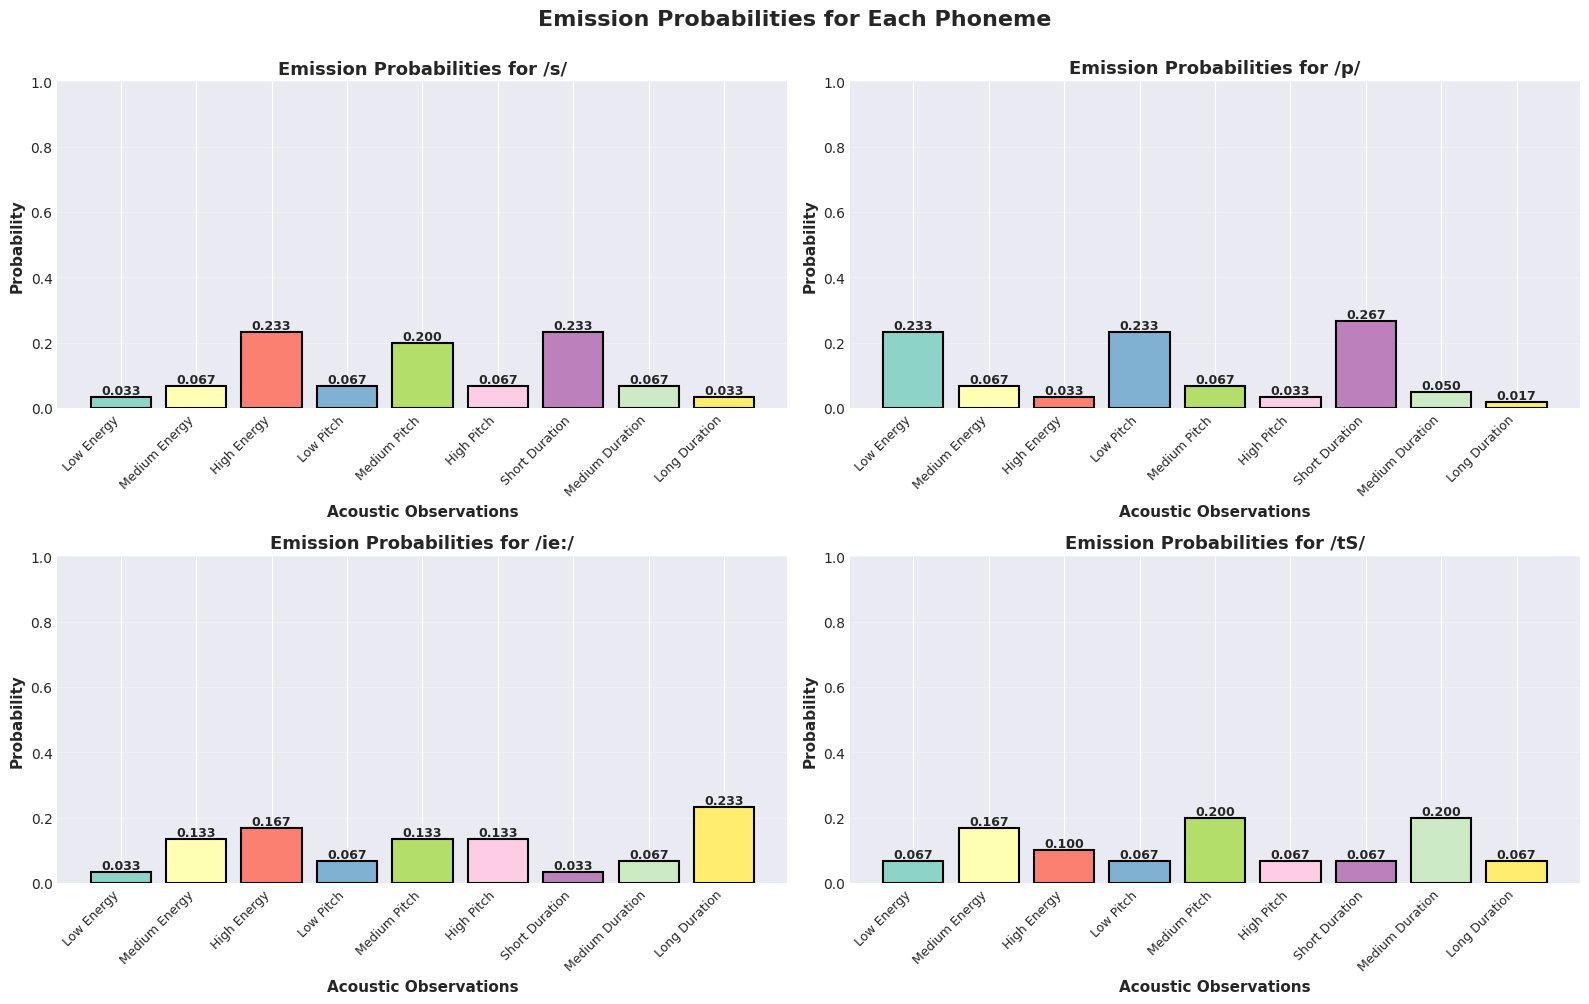 Emission Probabilities for Each Phoneme
Emission Probabilities for /s/
Probability
1.0
0.8
0.6
0.4
0.2
0.0
0.033
0.067
0.233
0.067
0.200
0.067
0.233
0.067
0.033
Low Energy
Medium Energy
High Energy
Low Pitch
Medium Pitch
High Pitch
Short Duration
Medium Duration
Long Duration
Acoustic Observations
Emission Probabilities for /p/
Probability
1.0
0.8
0.6
0.4
0.2
0.0
0.233
0.067
0.033
0.233
0.067
0.033
0.267
0.050
0.017
Low Energy
Medium Energy
High Energy
Low Pitch
Medium Pitch
High Pitch
Short Duration
Medium Duration
Long Duration
Acoustic Observations
Emission Probabilities for /ie:/
Probability
1.0
0.8
0.6
0.4
0.2
0.0
0.033
0.133
0.167
0.067
0.133
0.133
0.033
0.067
0.233
Low Energy
Medium Energy
High Energy
Low Pitch
Medium Pitch
High Pitch
Short Duration
Medium Duration
Long Duration
Acoustic Observations
Emission Probabilities for /tS/
Probability
1.0
0.8
0.6
0.4
0.2
0.0
0.067
0.167
0.100
0.067
0.200
0.067
0.067
0.200
0.067
Low Energy
Medium Energy
High Energy
Low Pitch
Medium Pitch
High Pitch
Short Duration
Medium Duration
Long Duration
Acoustic Observations